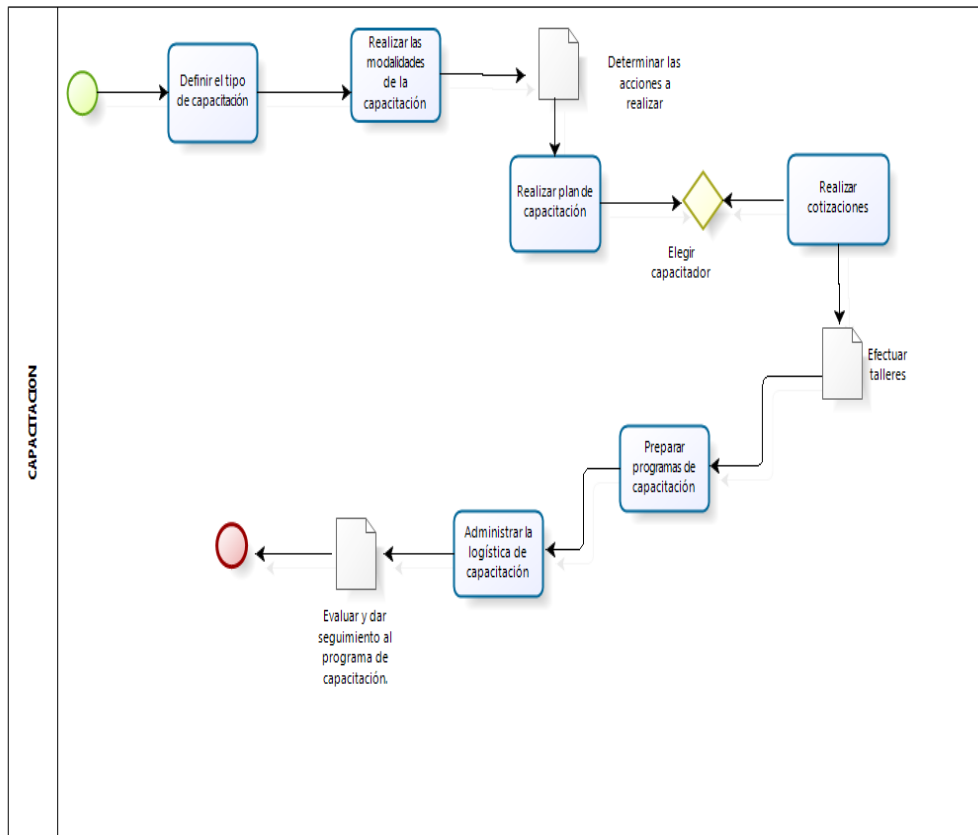 CAPACITACION
Definir el tipo
de capacitación
Realizar las
modalidades
de la
capacitación
Determinar las
acciones a
realizar
Realizar plan de
capacitación
Elegir
capacitador
Realizar
cotizaciones
Efectuar
talleres
Preparar
programas de
capacitación
Administrar la
logística de
capacitación
Evaluar y dar
seguimiento al
programa de
capacitación.